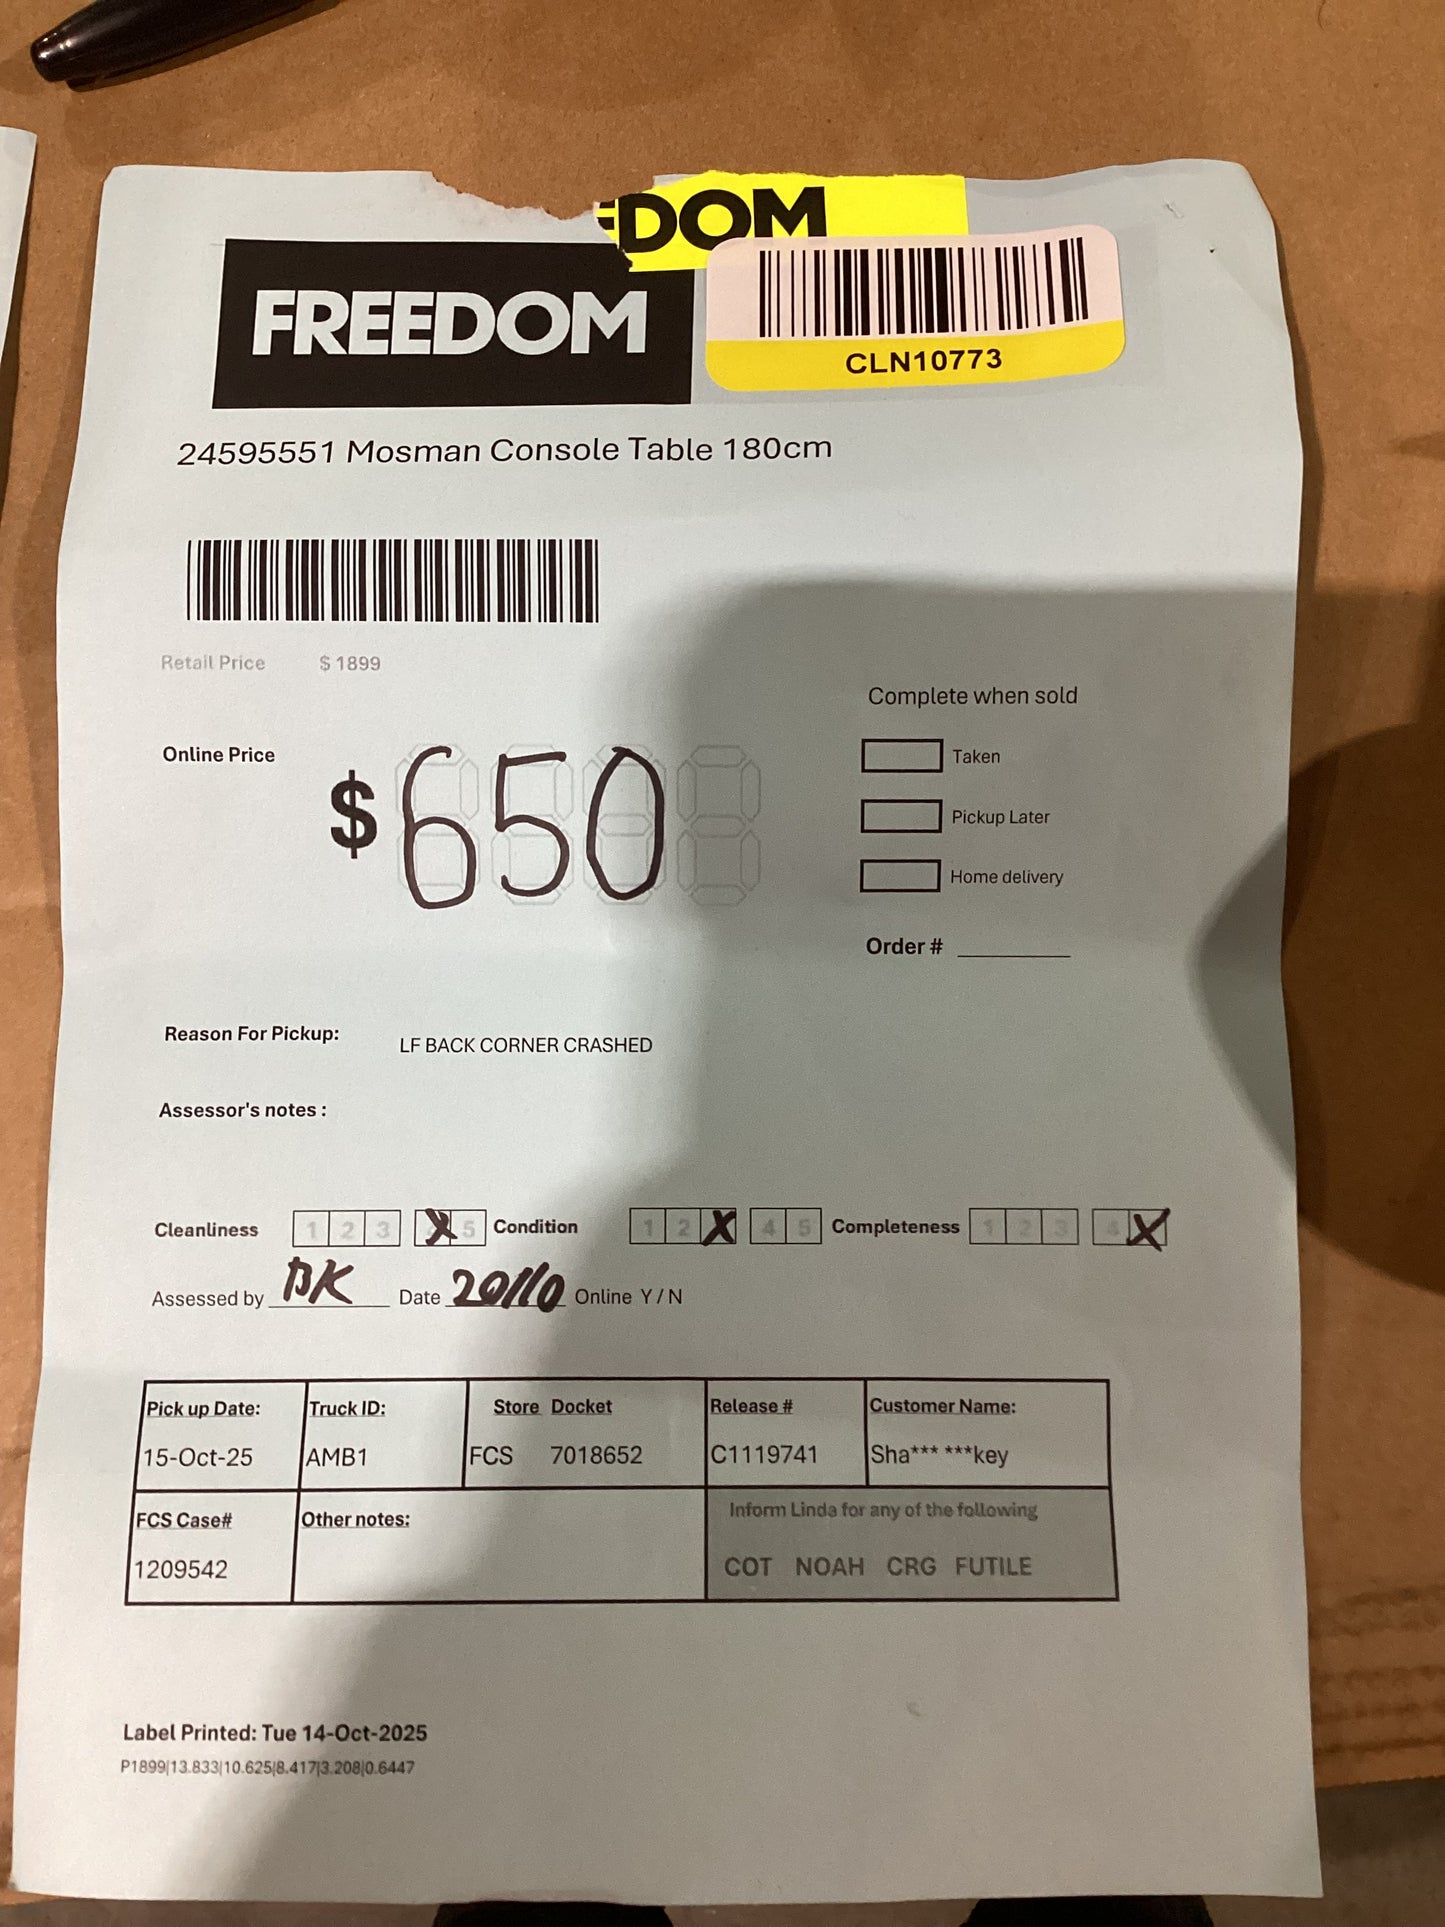 DOM
FREEDOM
CLN10773
24595551 Mosman Console Table 180cm
Retail Price $ 1899
Complete when sold
Online Price $ 650
Taken
Pickup Later
Home delivery
Order #
Reason For Pickup: LF BACK CORNER CRASHED
Assessor's notes :
Cleanliness 1 2 3 X 5 Condition 1 2 X 4 5 Completeness 1 2 3 4 X
Assessed by BK Date 20/10 Online Y / N
Pick up Date: Truck ID: Store Docket Release # Customer Name:
15-Oct-25 AMB1 FCS 7018652 C1119741 Sha*** ***key
FCS Case# Other notes: Inform Linda for any of the following
1209542 COT NOAH CRG FUTILE
Label Printed: Tue 14-Oct-2025
P1899|13.833|10.625|8.417|3.208|0.6447